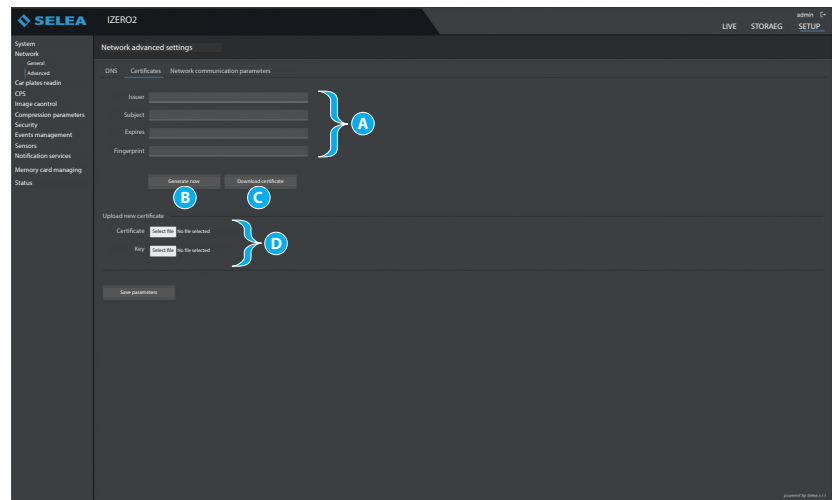 SELEA
IZERO2
admin
LIVE STORAEG SETUP
System
Network
General
Advanced
Car plates readin
CPS
Image caontrol
Compression parameters
Security
Events management
Sensors
Notification services
Memory card managing
Status
Network advanced settings
DNS Certificates Network communication parameters
Issuer
Subject
Expires
Fingerprint
A
Generate now Download certificate
B C
Upload new certificate
Certificate Select file No file selected
Key Select file No file selected
D
Save parameters
powered by Selea s.r.l